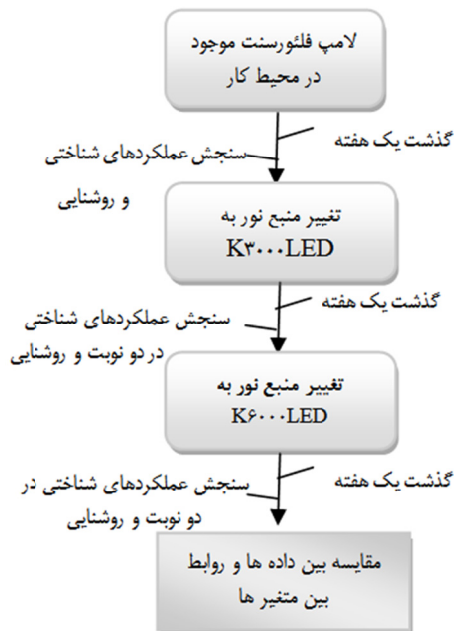 لامپ فلئورسنت موجود
در محیط کار
گذشت یک هفته
سنجش عملکردهای شناختی
و روشنایی
تغییر منبع نور به
K۳۰۰۰LED
گذشت یک هفته
سنجش عملکردهای شناختی
در دو نوبت و روشنایی
تغییر منبع نور به
K۶۰۰۰LED
گذشت یک هفته
سنجش عملکردهای شناختی در
دو نوبت و روشنایی
مقایسه بین داده ها و روابط
بین متغیر ها